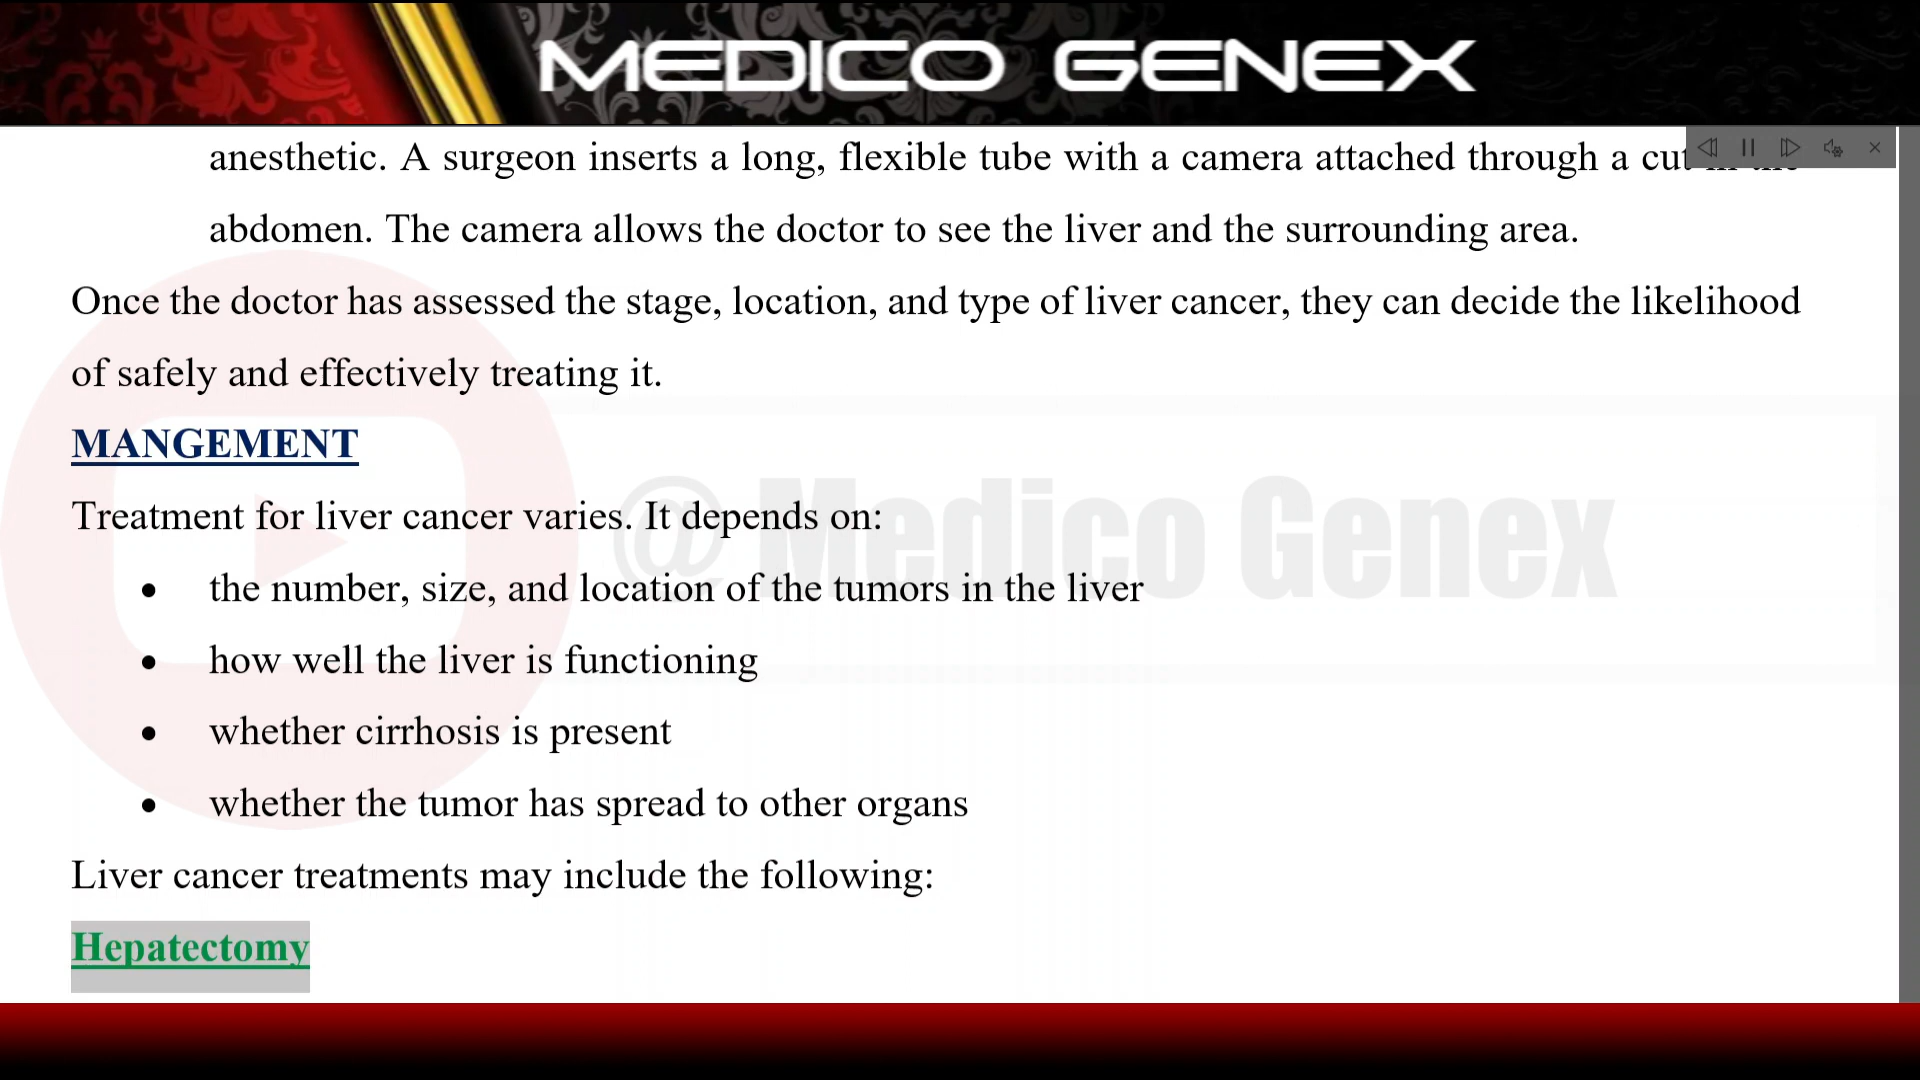 MEDICO GENEX
anesthetic. A surgeon inserts a long, flexible tube with a camera attached through a cut in the
abdomen. The camera allows the doctor to see the liver and the surrounding area.
Once the doctor has assessed the stage, location, and type of liver cancer, they can decide the likelihood
of safely and effectively treating it.
MANGEMENT
@Medico Genex
Treatment for liver cancer varies. It depends on:
• the number, size, and location of the tumors in the liver
• how well the liver is functioning
• whether cirrhosis is present
• whether the tumor has spread to other organs
Liver cancer treatments may include the following:
Hepatectomy